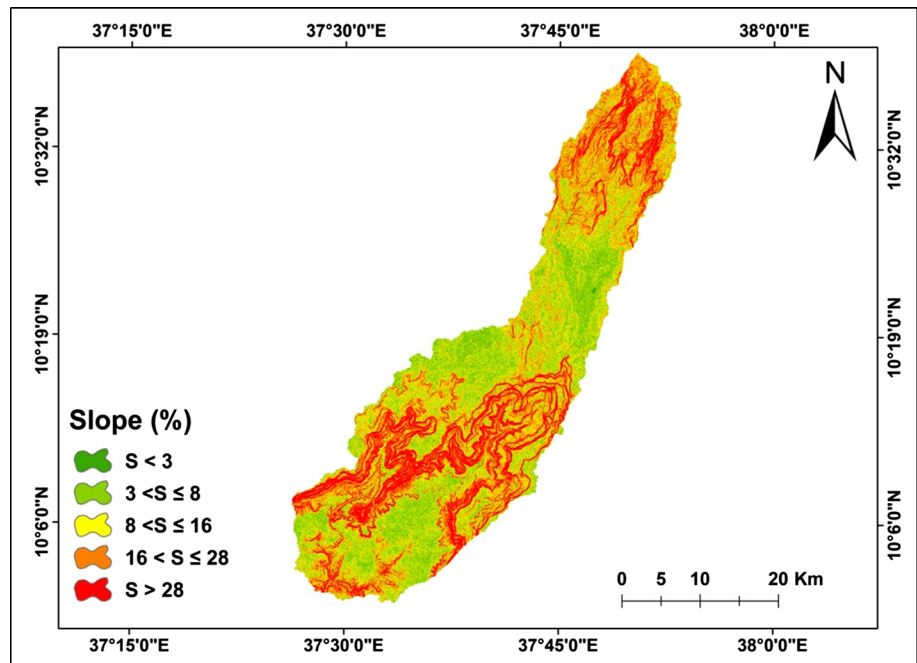 37°15'0"E 37°30'0"E 37°45'0"E 38°0'0"E
N
10°32'0"N 10°32'0"N
10°19'0"N 10°19'0"N
Slope (%)
S < 3
3 <S ≤ 8
8 <S ≤ 16
16 < S ≤ 28
S > 28
10°6'0"N 10°6'0"N
0 5 10 20 Km
37°15'0"E 37°30'0"E 37°45'0"E 38°0'0"E